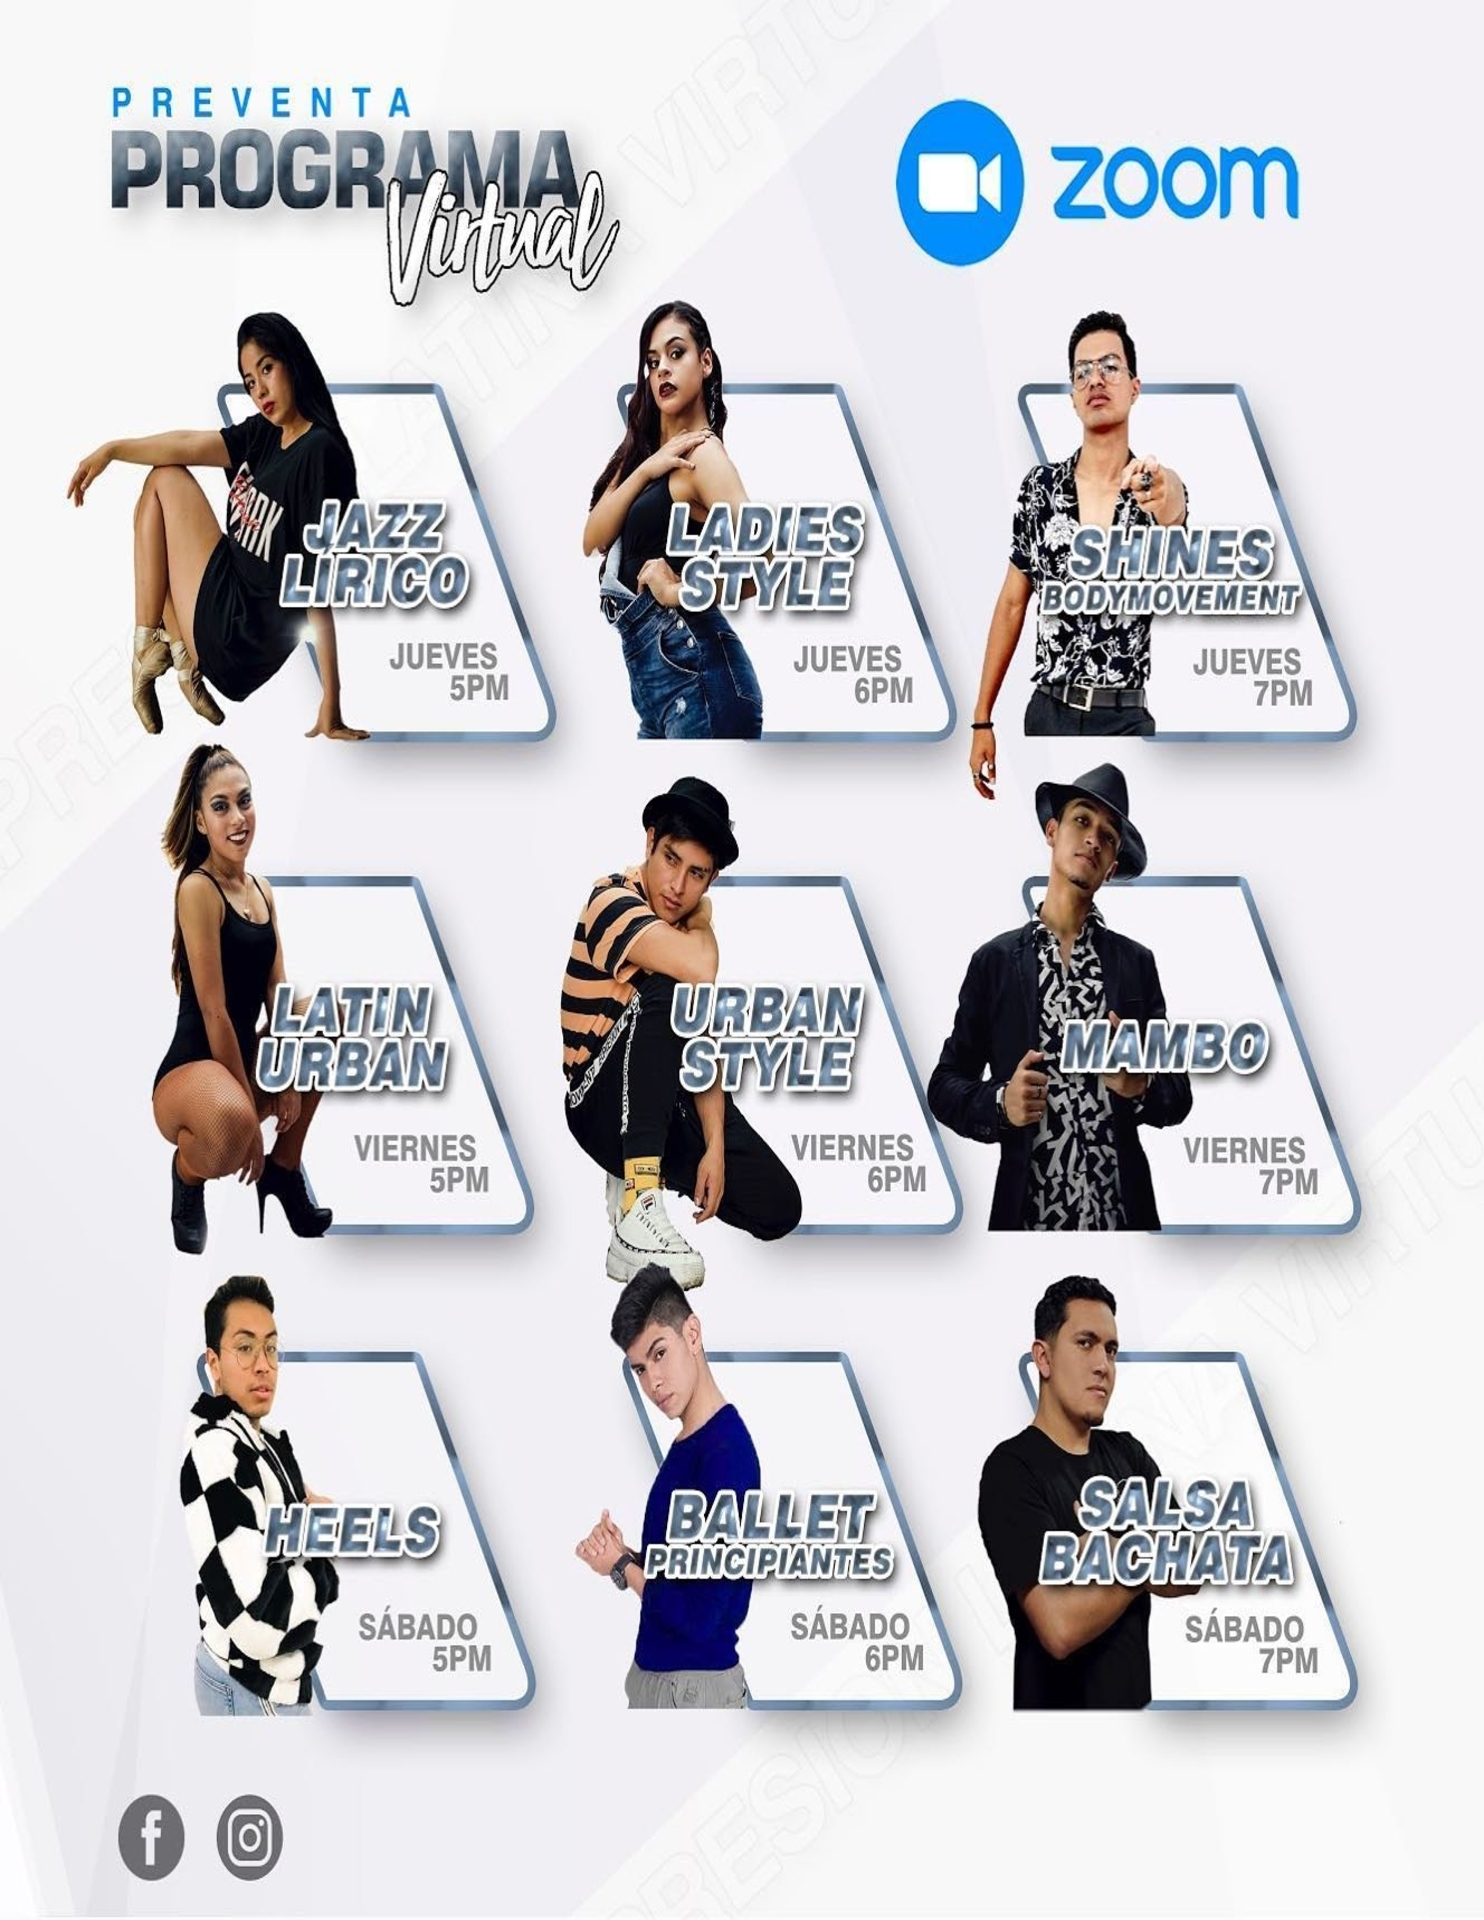 PREVENTA
PROGRAMA
Virtual
zoom
JAZZ
LÍRICO
JUEVES
5PM
LADIES
STYLE
JUEVES
6PM
SHINES
BODYMOVEMENT
JUEVES
7PM
LATIN
URBAN
VIERNES
5PM
URBAN
STYLE
VIERNES
6PM
MAMBO
VIERNES
7PM
HEELS
SÁBADO
5PM
BALLET
PRINCIPIANTES
SÁBADO
6PM
SALSA
BACHATA
SÁBADO
7PM